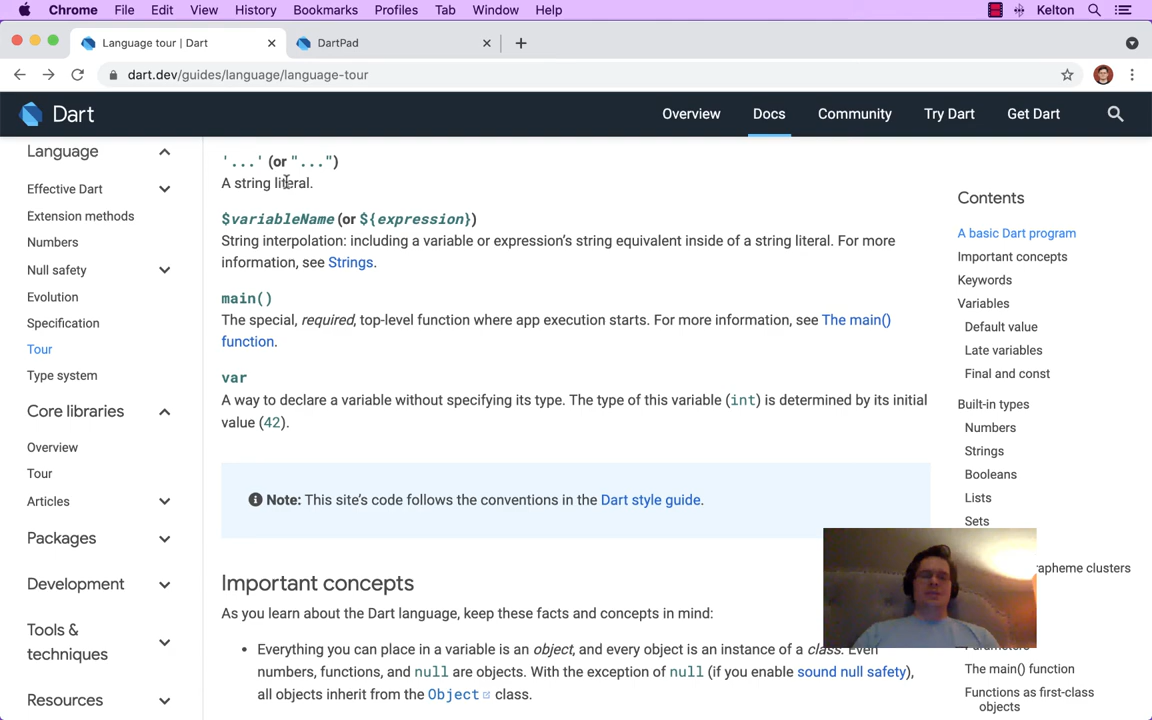 Chrome File Edit View History Bookmarks Profiles Tab Window Help Kelton
Language tour | Dart
DartPad
dart.dev/guides/language/language-tour
Dart
Overview Docs Community Try Dart Get Dart
Language
Effective Dart
Extension methods
Numbers
Null safety
Evolution
Specification
Tour
Type system
Core libraries
Overview
Tour
Articles
Packages
Development
Tools &
techniques
Resources
'...' (or "...")
A string literal.
$variableName (or ${expression})
String interpolation: including a variable or expression’s string equivalent inside of a string literal. For more
information, see Strings.
main()
The special, required, top-level function where app execution starts. For more information, see The main()
function.
var
A way to declare a variable without specifying its type. The type of this variable (int) is determined by its initial
value (42).
Note: This site’s code follows the conventions in the Dart style guide.
Important concepts
As you learn about the Dart language, keep these facts and concepts in mind:
• Everything you can place in a variable is an object, and every object is an instance of a class. Even
numbers, functions, and null are objects. With the exception of null (if you enable sound null safety),
all objects inherit from the Object class.
Contents
A basic Dart program
Important concepts
Keywords
Variables
Default value
Late variables
Final and const
Built-in types
Numbers
Strings
Booleans
Lists
Sets
rapheme clusters
Parameters
The main() function
Functions as first-class
objects